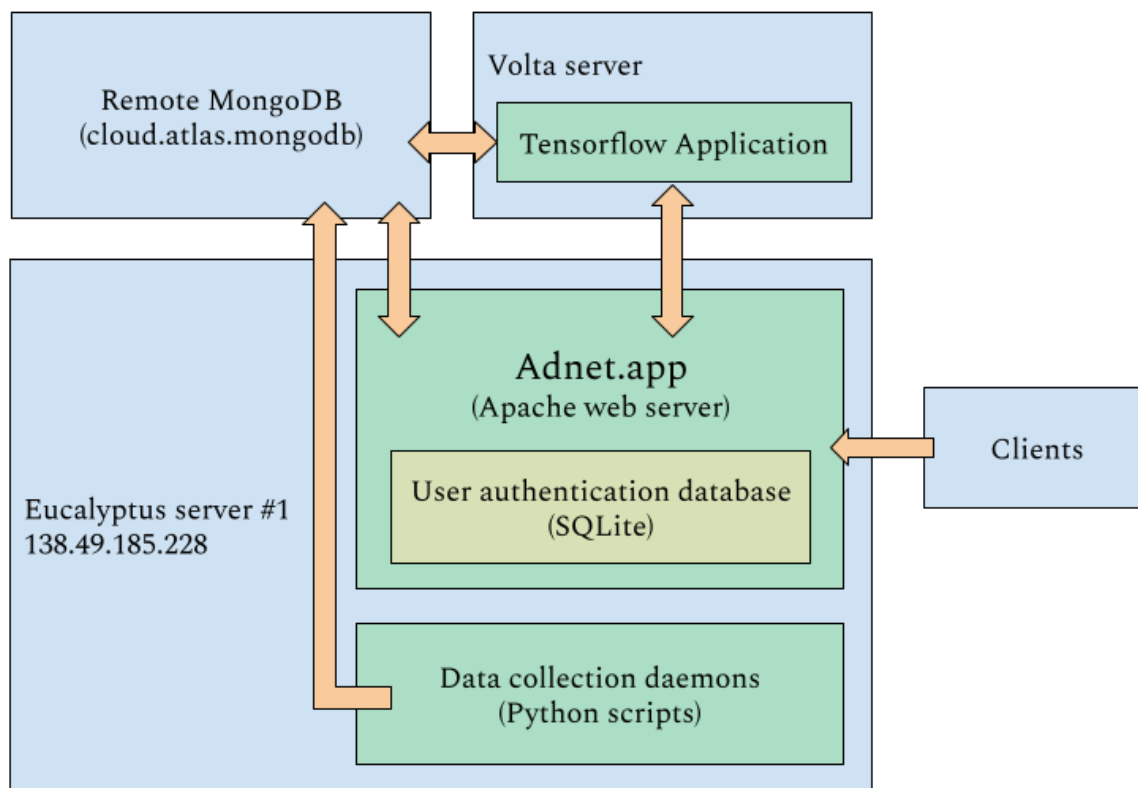 Remote MongoDB
(cloud.atlas.mongodb)
Volta server
Tensorflow Application
Adnet.app
(Apache web server)
User authentication database
(SQLite)
Clients
Eucalyptus server #1
138.49.185.228
Data collection daemons
(Python scripts)